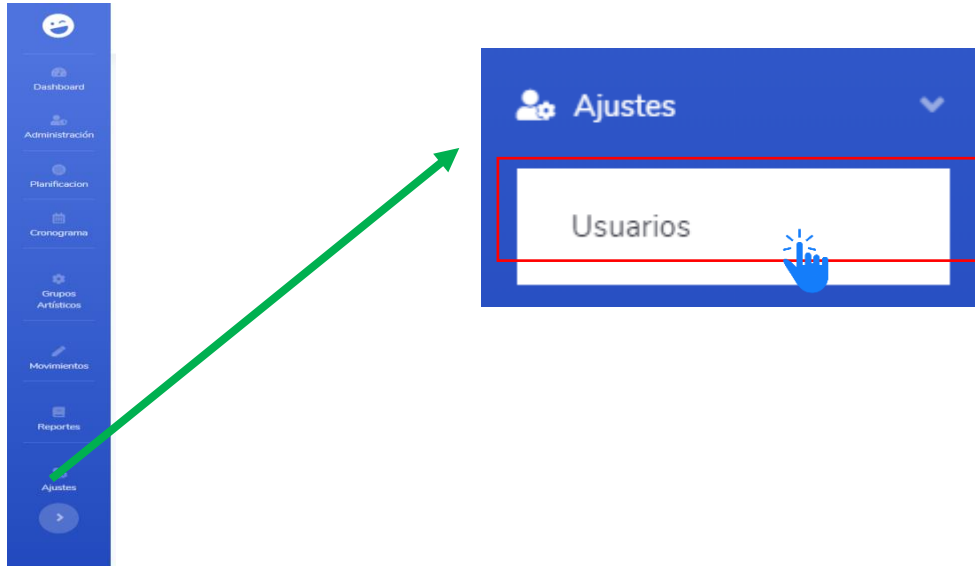 Dashboard
Administración
Planificacion
Cronograma
Grupos
Artísticos
Movimientos
Reportes
Ajustes
Ajustes
Usuarios